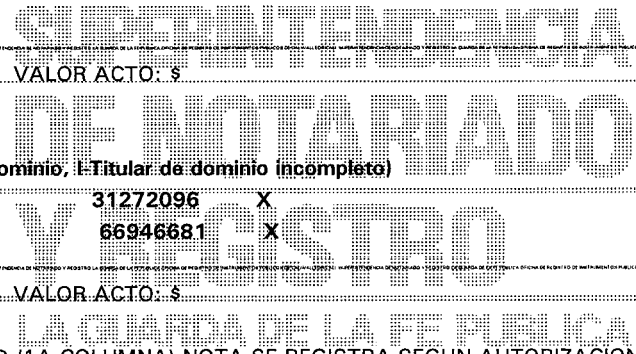 SUPERINTENDENCIA
VALOR ACTO: $
DE NOTARIADO
ominio, I-Titular de dominio incompleto)
31272096 X
66946681 X
Y REGISTRO
VALOR ACTO: $
LA GUARDA DE LA FE PUBLICA
(1A COLUMNA) NOTA SE REGISTRA SEGUN AUTORIZACION